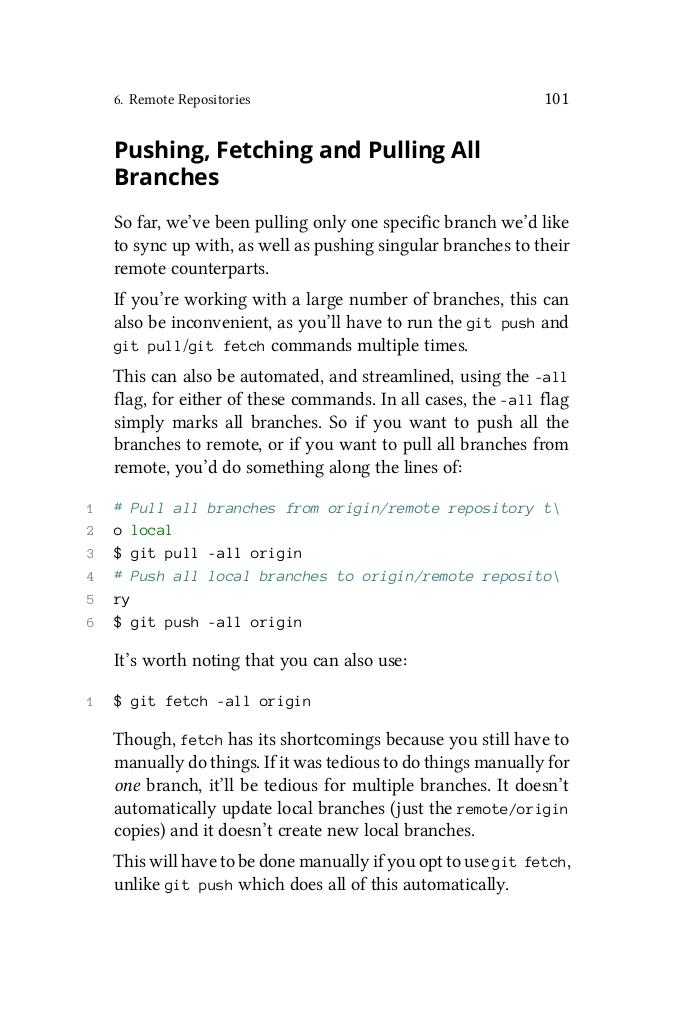 6. Remote Repositories 101
Pushing, Fetching and Pulling All
Branches
So far, we've been pulling only one specific branch we'd like
to sync up with, as well as pushing singular branches to their
remote counterparts.
If you're working with a large number of branches, this can
also be inconvenient, as you'll have to run the git push and
git pull/git fetch commands multiple times.
This can also be automated, and streamlined, using the -all
flag, for either of these commands. In all cases, the -all flag
simply marks all branches. So if you want to push all the
branches to remote, or if you want to pull all branches from
remote, you'd do something along the lines of:
1 # Pull all branches from origin/remote repository t\
2 o local
3 $ git pull -all origin
4 # Push all local branches to origin/remote reposito\
5 ry
6 $ git push -all origin
It's worth noting that you can also use:
1 $ git fetch -all origin
Though, fetch has its shortcomings because you still have to
manually do things. If it was tedious to do things manually for
one branch, it'll be tedious for multiple branches. It doesn't
automatically update local branches (just the remote/origin
copies) and it doesn't create new local branches.
This will have to be done manually if you opt to use git fetch,
unlike git push which does all of this automatically.